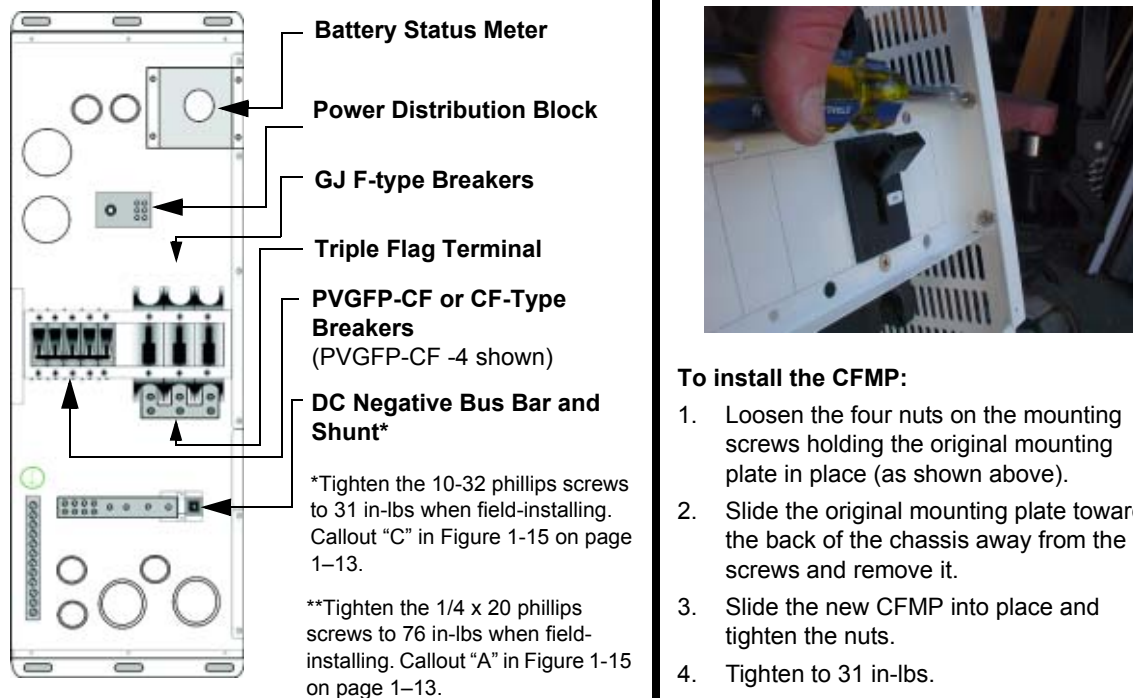 Battery Status Meter
Power Distribution Block
GJ F-type Breakers
Triple Flag Terminal
PVGFP-CF or CF-Type
Breakers
(PVGFP-CF -4 shown)
DC Negative Bus Bar and
Shunt*
*Tighten the 10-32 phillips screws
to 31 in-lbs when field-installing.
Callout “C” in Figure 1-15 on page
1–13.
**Tighten the 1/4 x 20 phillips
screws to 76 in-lbs when field-
installing. Callout “A” in Figure 1-15
on page 1–13.
To install the CFMP:
1. Loosen the four nuts on the mounting
screws holding the original mounting
plate in place (as shown above).
2. Slide the original mounting plate
the back of the chassis away from the
screws and remove it.
3. Slide the new CFMP into place and
tighten the nuts.
4. Tighten to 31 in-lbs.